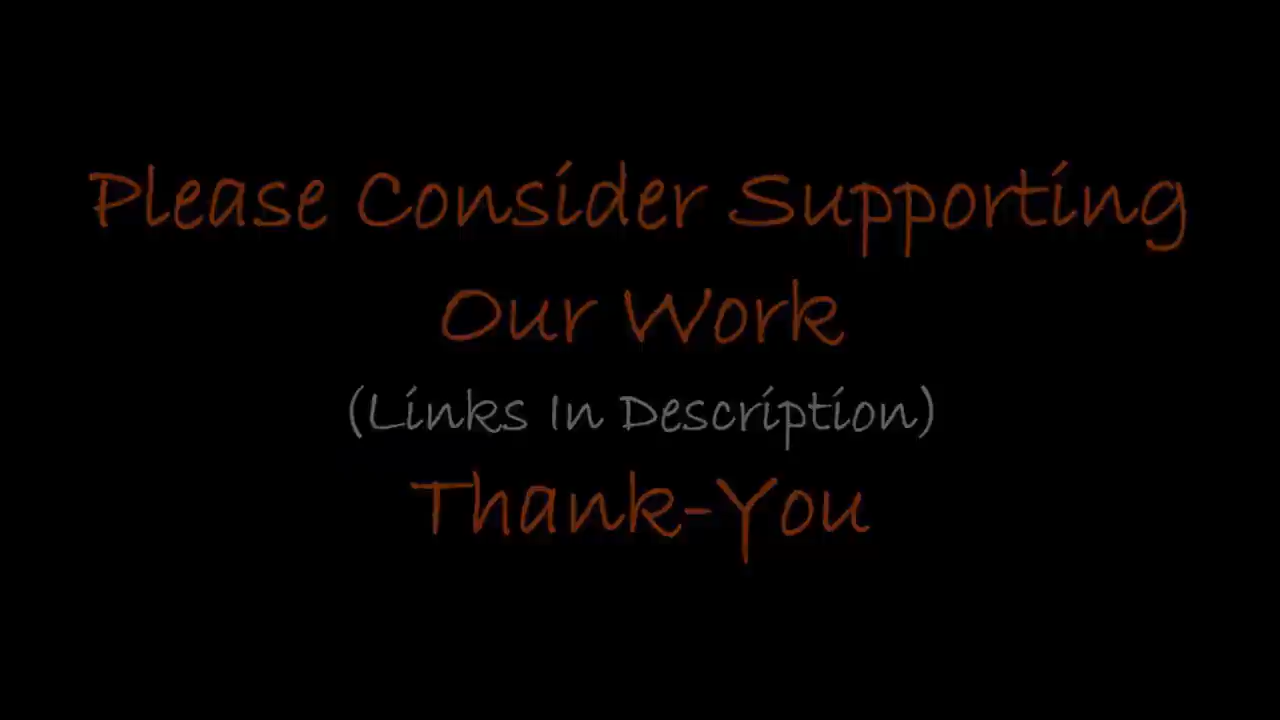 Please Consider Supporting
Our Work
(Links In Description)
Thank-You